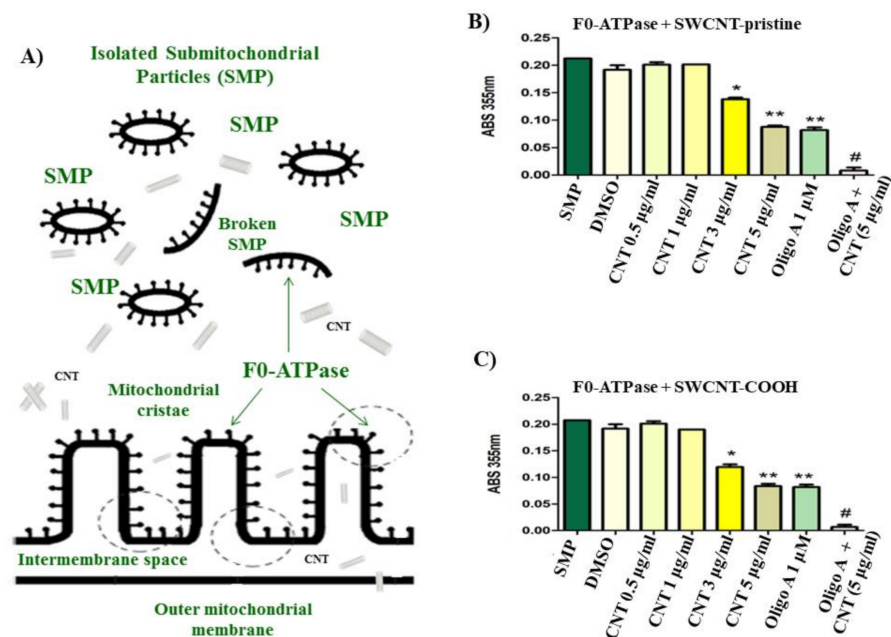 A)
Isolated Submitochondrial
Particles (SMP)
SMP
SMP
SMP
Broken
SMP
SMP
CNT
F0-ATPase
CNT
Mitochondrial
cristae
Intermembrane space
CNT
Outer mitochondrial
membrane
B)
F0-ATPase + SWCNT-pristine
ABS 355nm
0.20
0.15
0.10
0.05
0.00
*
**
**
#
SMP
DMSO
CNT 0.5 µg/ml
CNT 1 µg/ml
CNT 3 µg/ml
CNT 5 µg/ml
Oligo A 1 µM
Oligo A +
CNT (5 µg/ml)
C)
F0-ATPase + SWCNT-COOH
ABS 355nm
0.20
0.15
0.10
0.05
0.00
*
**
**
#
SMP
DMSO
CNT 0.5 µg/ml
CNT 1 µg/ml
CNT 3 µg/ml
CNT 5 µg/ml
Oligo A 1 µM
Oligo A +
CNT (5 µg/ml)